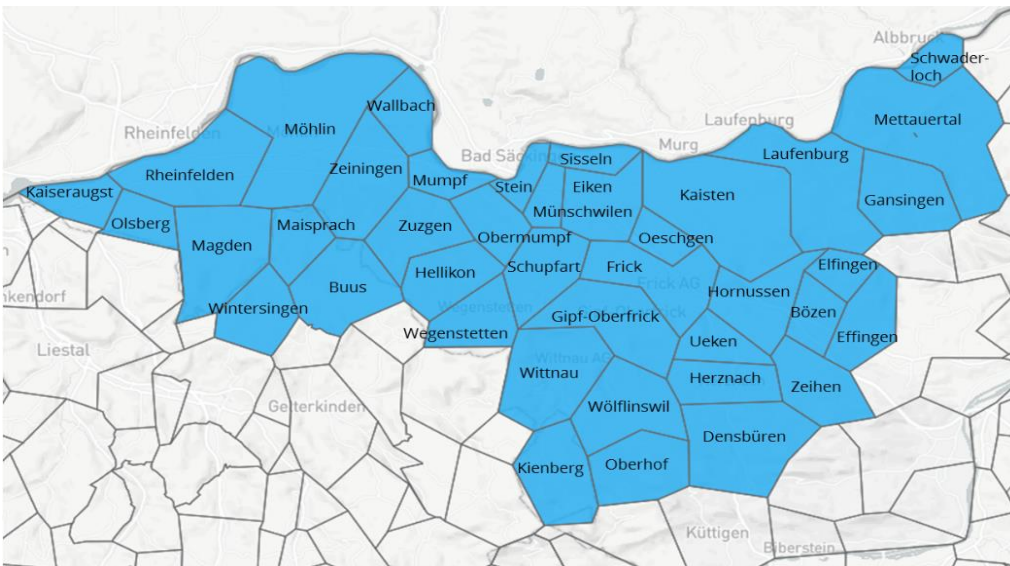 Albbruck
Schwader-
loch
Wallbach
Mettauertal
Rheinfelden
Möhlin
Laufenburg
Murg
Bad Säckingen
Sisseln
Laufenburg
Zeiningen
Rheinfelden
Mumpf
Stein
Eiken
Kaisten
Gansingen
Kaiseraugst
Olsberg
Maisprach
Zuzgen
Münschwilen
Obermumpf
Oeschgen
Magden
Hellikon
Schupfart
Frick
Elfingen
Frick AG
Buus
Hornussen
Wintersingen
Wegenstetten
Gipf-Oberfrick
Bözen
Wegenstetten
Ueken
Effingen
Liestal
Wittnau AG
Wittnau
Herznach
Zeihen
Gelterkinden
Wölflinswil
Densbüren
Kienberg
Oberhof
Küttigen
Biberstein